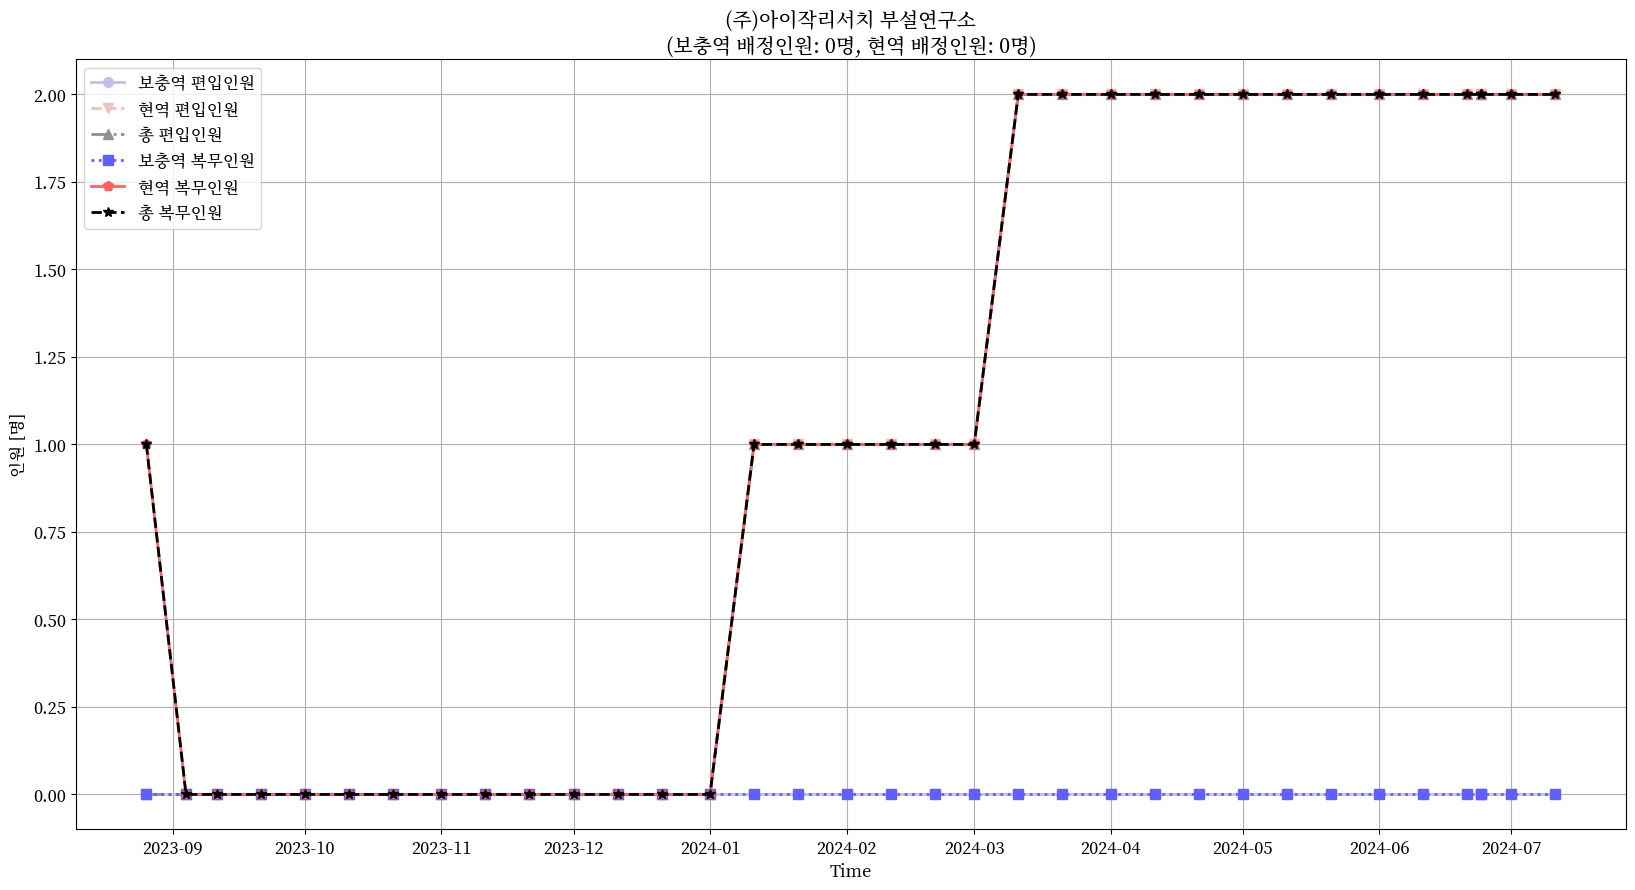 (주)아이작리서치 부설연구소
(보충역 배정인원: 0명, 현역 배정인원: 0명)
보충역 편입인원
현역 편입인원
총 편입인원
보충역 복무인원
현역 복무인원
총 복무인원
2.00
1.75
1.50
1.25
1.00
0.75
0.50
0.25
0.00
인원 [명]
2023-09 2023-10 2023-11 2023-12 2024-01 2024-02 2024-03 2024-04 2024-05 2024-06 2024-07
Time